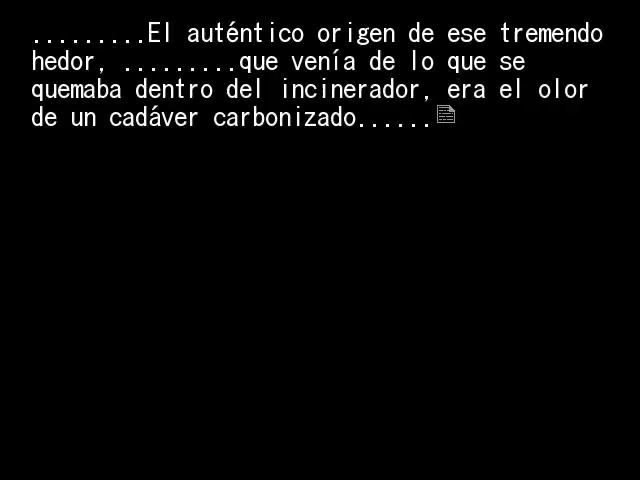 .........El auténtico origen de ese tremendo
hedor, .........que venía de lo que se
quemaba dentro del incinerador, era el olor
de un cadáver carbonizado......